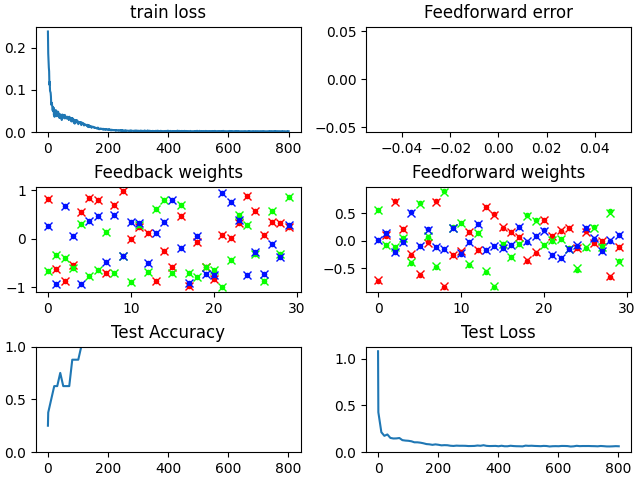 train loss
Feedforward error
0.2
0.1
0.0
0 200 400 600 800
0.05
0.00
−0.05
−0.04 −0.02 0.00 0.02 0.04
Feedback weights
Feedforward weights
1
0
−1
0 10 20 30
0.5
0.0
−0.5
0 10 20 30
Test Accuracy
Test Loss
1.0
0.5
0.0
0 200 400 600 800
1.0
0.5
0.0
0 200 400 600 800